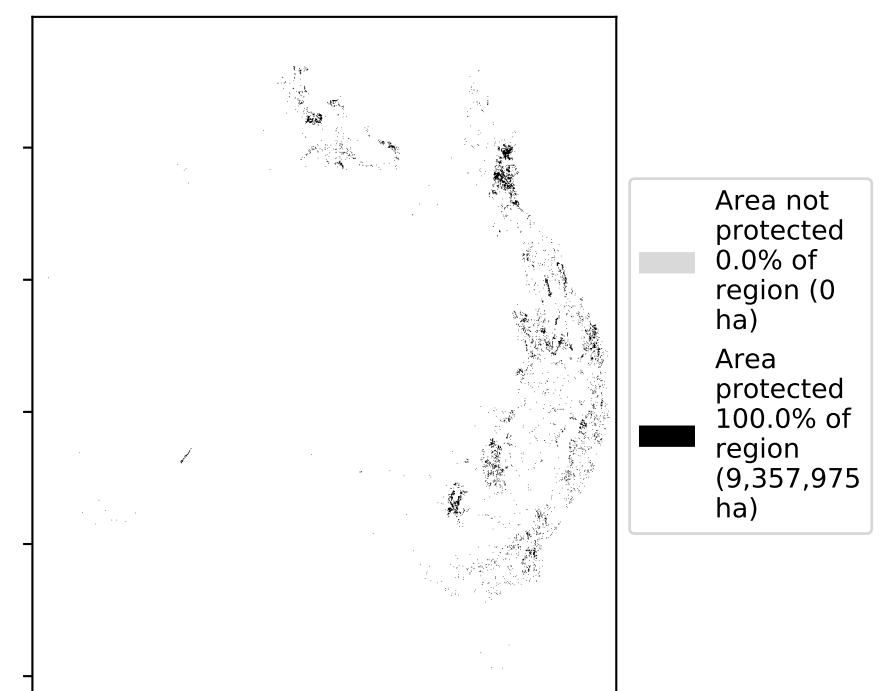 Area not
protected
0.0% of
region (0
ha)
Area
protected
100.0% of
region
(9,357,975
ha)